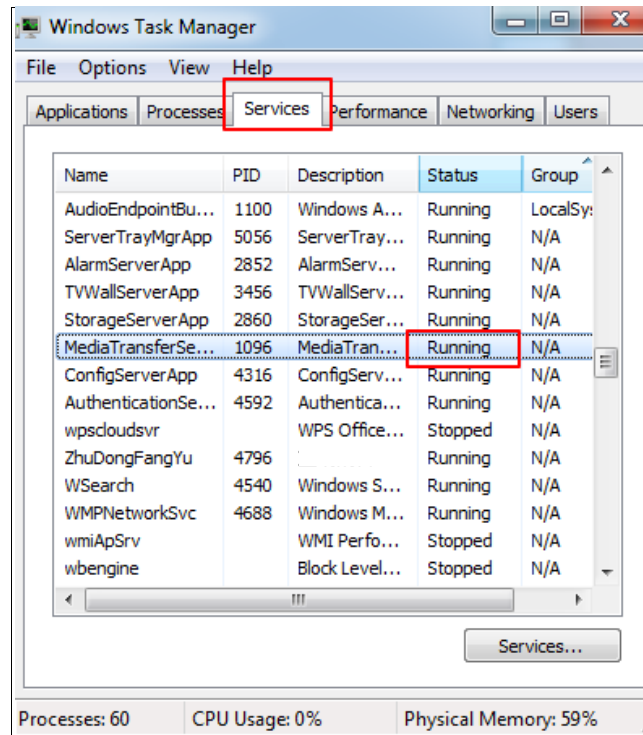 Windows Task Manager
File Options View Help
Applications Processes Services Performance Networking Users
Name PID Description Status Group
AudioEndpointBu... 1100 Windows A... Running LocalSy
ServerTrayMgrApp 5056 ServerTray... Running N/A
AlarmServerApp 2852 AlarmServ... Running N/A
TVWallServerApp 3456 TVWallServ... Running N/A
StorageServerApp 2860 StorageSer... Running N/A
MediaTransferSe... 1096 MediaTran... Running N/A
ConfigServerApp 4316 ConfigServ... Running N/A
AuthenticationSe... 4592 Authentica... Running N/A
wpscloudsvr WPS Office... Stopped N/A
ZhuDongFangYu 4796 Running N/A
WSearch 4540 Windows S... Running N/A
WMPNetworkSvc 4688 Windows M... Running N/A
wmiApSrv WMI Perfo... Stopped N/A
wbengine Block Level... Stopped N/A
Services...
Processes: 60 CPU Usage: 0% Physical Memory: 59%